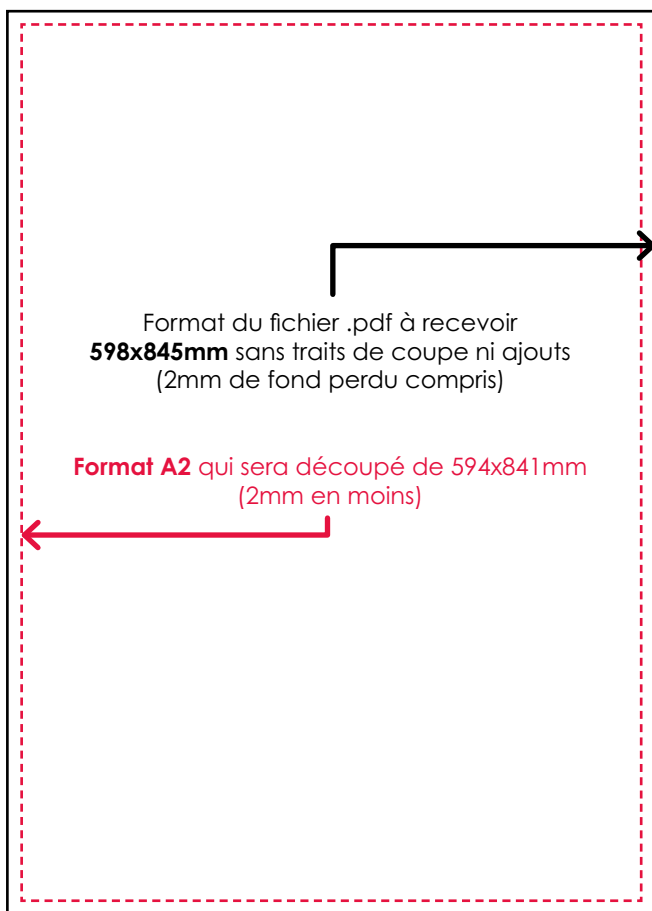 Format du fichier .pdf à recevoir
598x845mm sans traits de coupe ni ajouts
(2mm de fond perdu compris)
Format A2 qui sera découpé de 594x841mm
(2mm en moins)